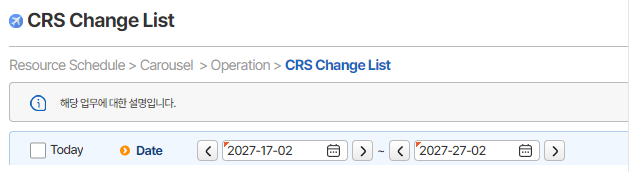 CRS Change List
Resource Schedule > Carousel > Operation > CRS Change List
해당 업무에 대한 설명입니다.
Today Date < 2027-17-02 > ~ < 2027-27-02 >